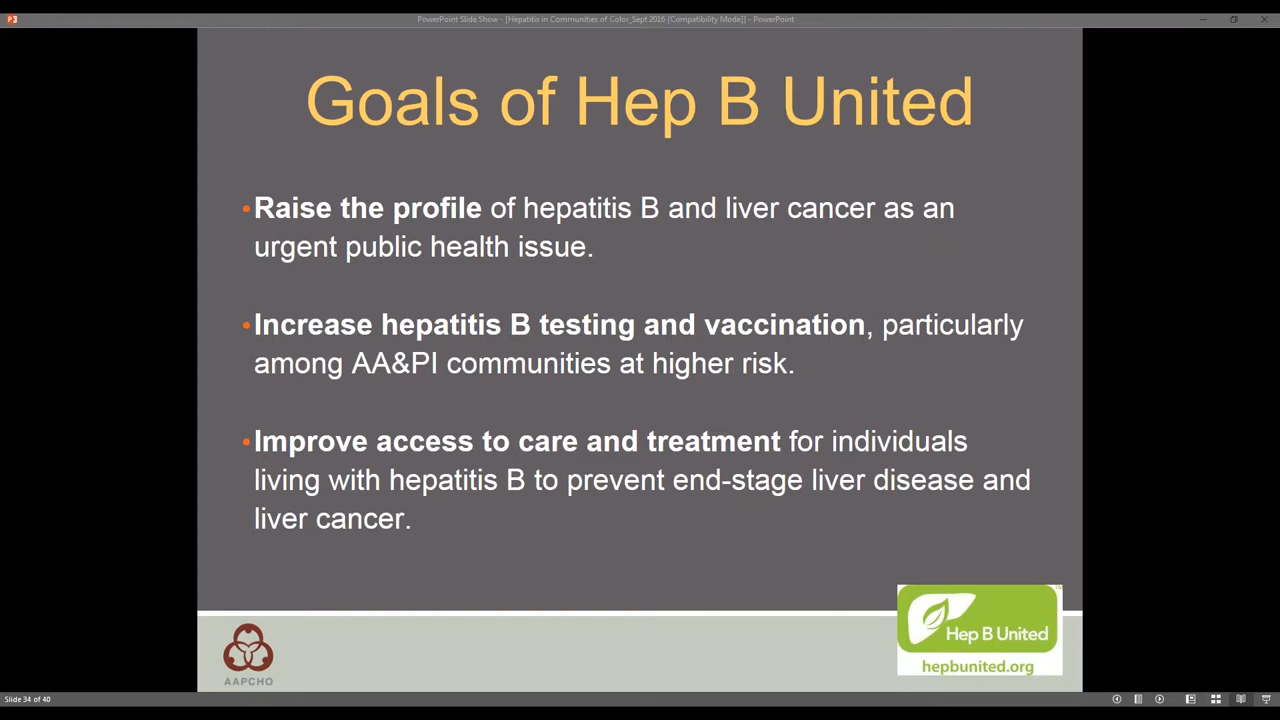 PowerPoint Slide Show - [Hepatitis in Communities of Color_Sept 2016 [Compatibility Mode]] - PowerPoint
Goals of Hep B United
•Raise the profile of hepatitis B and liver cancer as an
urgent public health issue.
•Increase hepatitis B testing and vaccination, particularly
among AA&PI communities at higher risk.
•Improve access to care and treatment for individuals
living with hepatitis B to prevent end-stage liver disease and
liver cancer.
Hep B United
hepbunited.org
AAPCHO
Slide 34 of 40